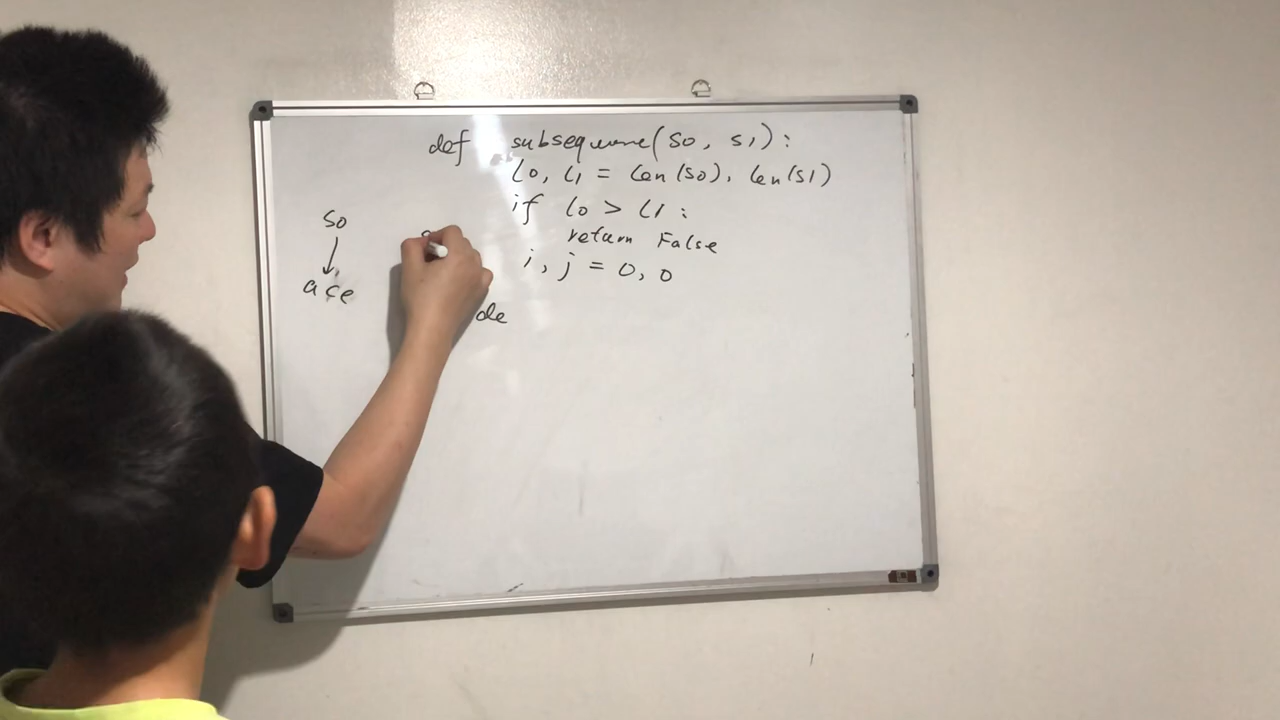 def subsequene(s0, s1):
l0, l1 = len(s0), len(s1)
if l0 > l1:
return False
i, j = 0, 0
s0
ace
de